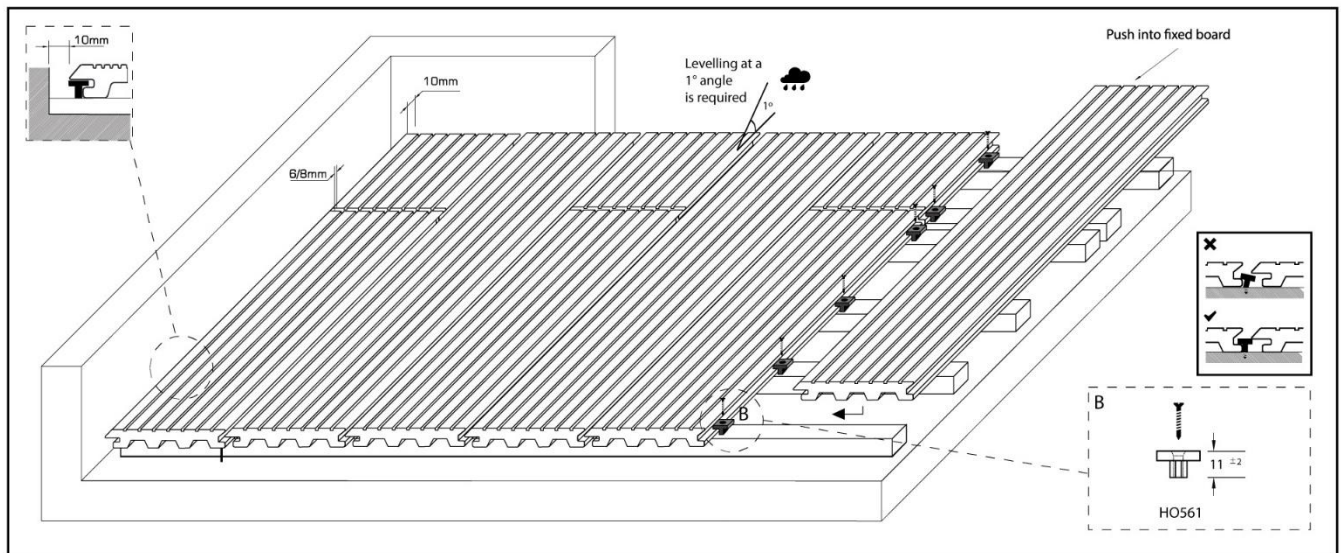 10mm
10mm
6/8mm
Levelling at a
1° angle
is required
1°
Push into fixed board
B
B
11 ±2
HO561